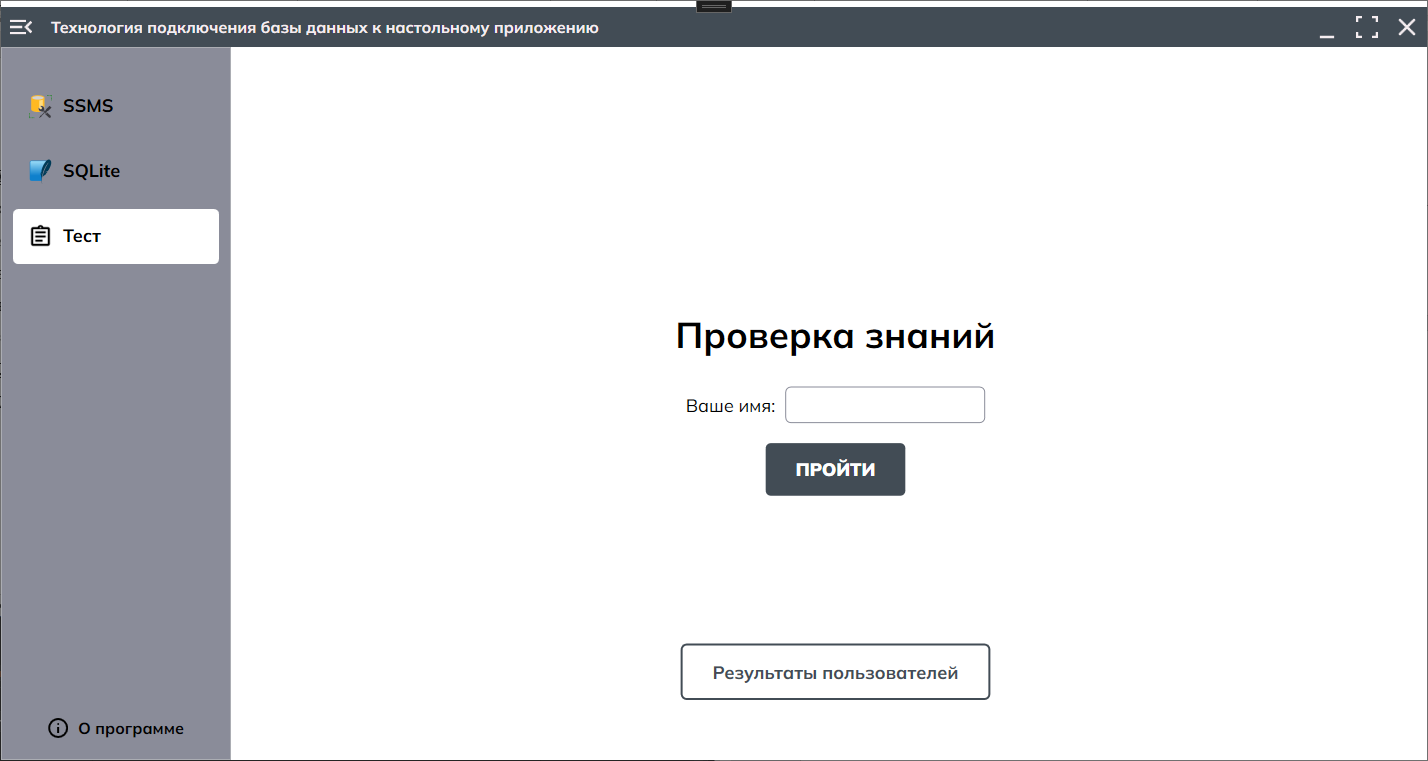 Технология подключения базы данных к настольному приложению
SSMS
SQLite
Тест
Проверка знаний
Ваше имя:
ПРОЙТИ
Результаты пользователей
О программе